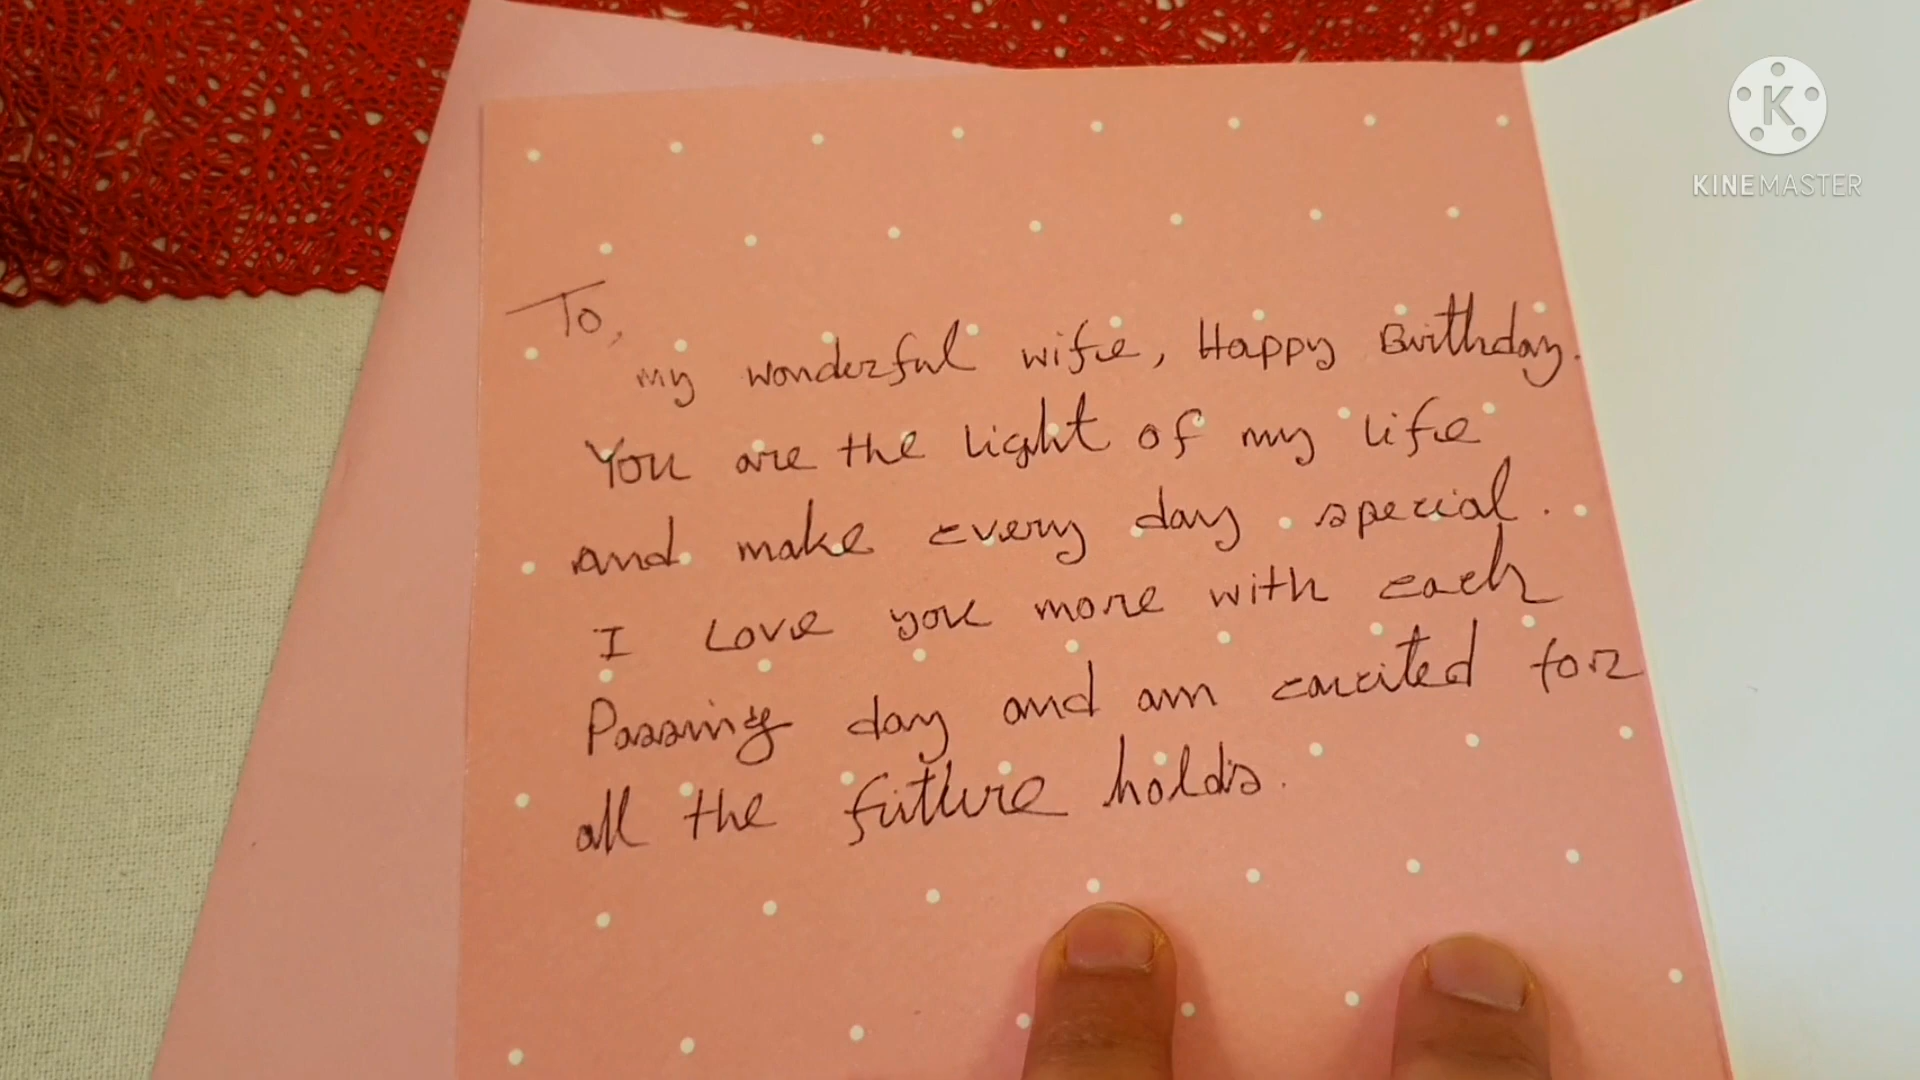 To,
my wonderful wife, Happy Birthday.
You are the light of my life
and make every day special.
I Love you more with each
Passing day and am excited for
all the future holds.
K
KINEMASTER